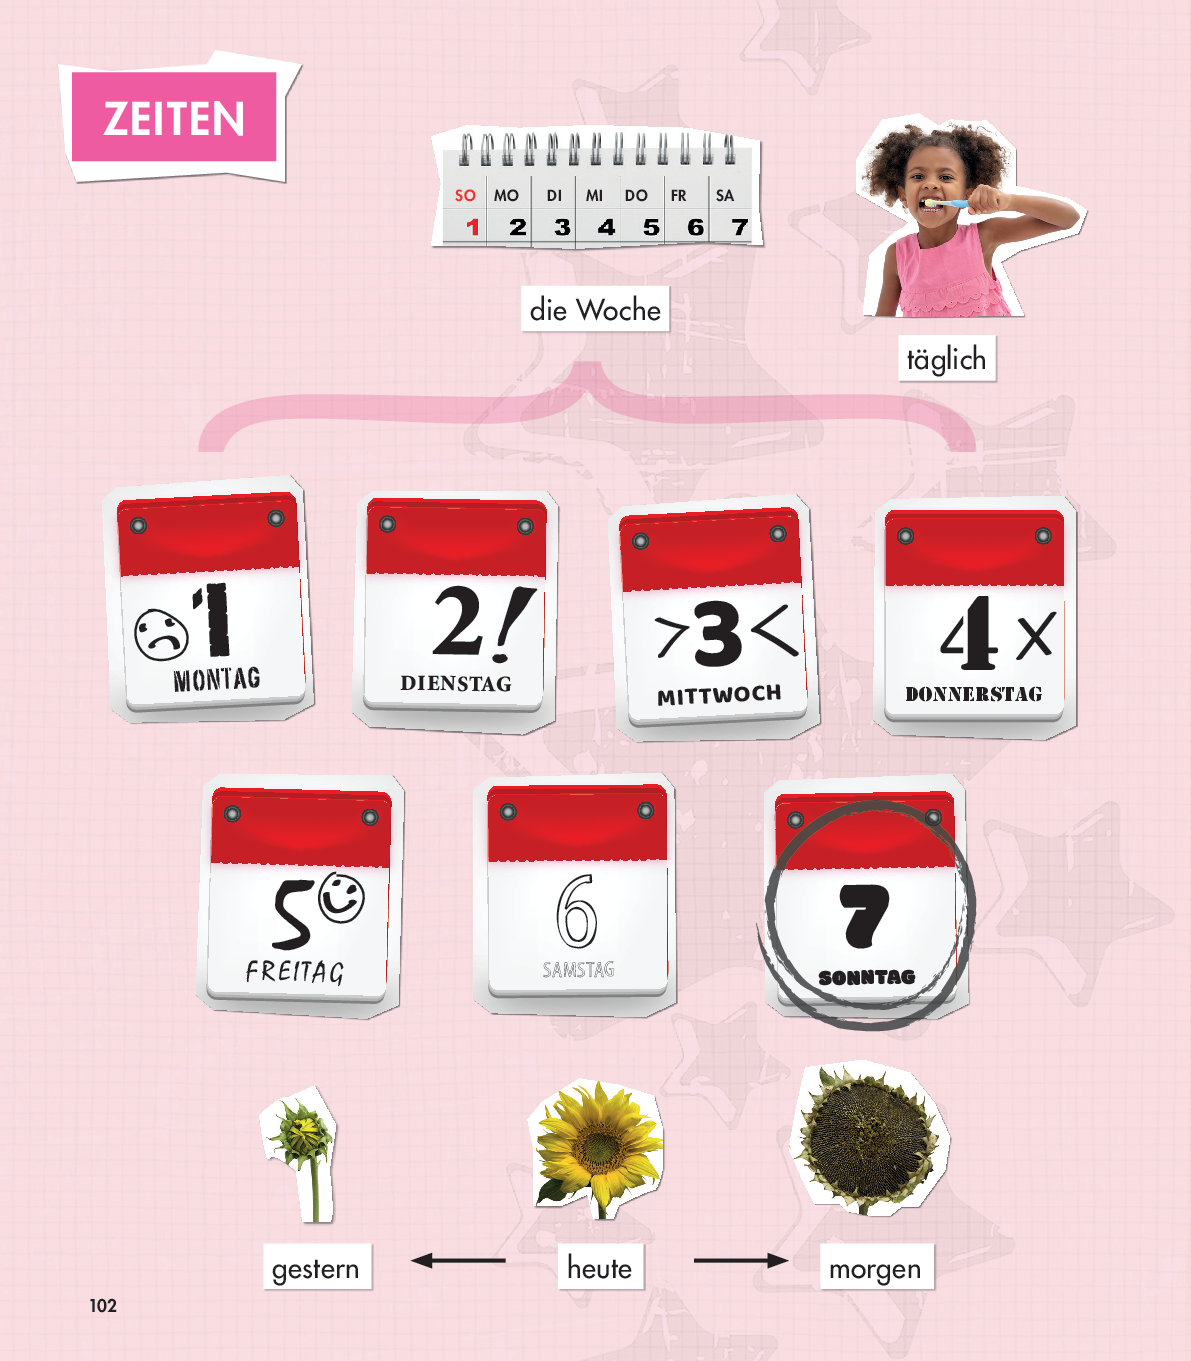 ZEITEN
SO MO DI MI DO FR SA
1 2 3 4 5 6 7
die Woche
täglich
1
MONTAG
2!
DIENSTAG
>3<
MITTWOCH
4 X
DONNERSTAG
5
FREITAG
6
SAMSTAG
7
SONNTAG
gestern
heute
morgen
102